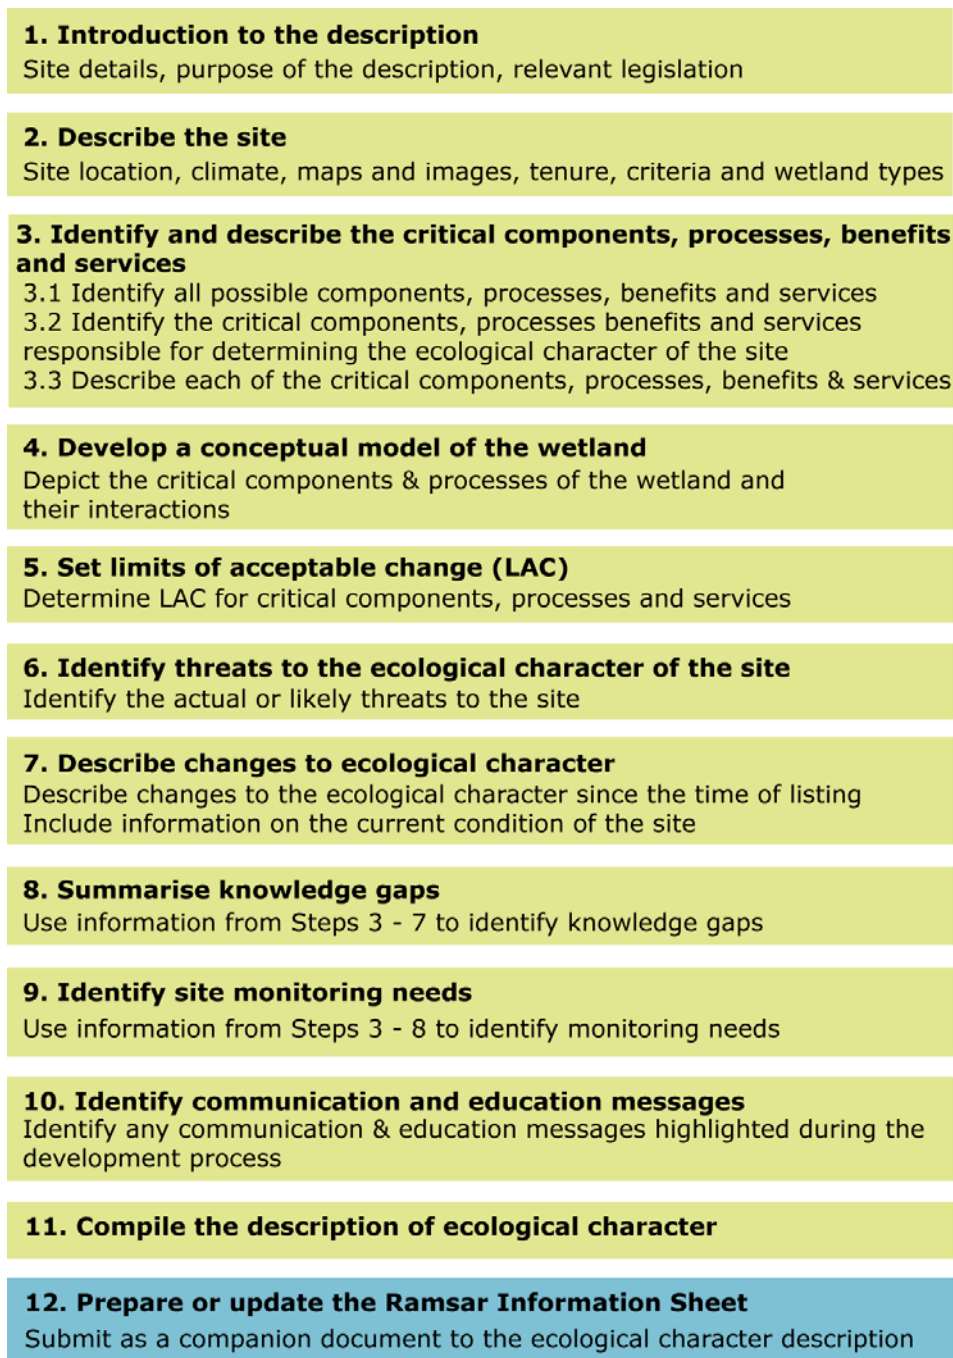 1. Introduction to the description
Site details, purpose of the description, relevant legislation
2. Describe the site
Site location, climate, maps and images, tenure, criteria and wetland types
3. Identify and describe the critical components, processes, benefits
and services
3.1 Identify all possible components, processes, benefits and services
3.2 Identify the critical components, processes benefits and services
responsible for determining the ecological character of the site
3.3 Describe each of the critical components, processes, benefits & services
4. Develop a conceptual model of the wetland
Depict the critical components & processes of the wetland and
their interactions
5. Set limits of acceptable change (LAC)
Determine LAC for critical components, processes and services
6. Identify threats to the ecological character of the site
Identify the actual or likely threats to the site
7. Describe changes to ecological character
Describe changes to the ecological character since the time of listing
Include information on the current condition of the site
8. Summarise knowledge gaps
Use information from Steps 3 - 7 to identify knowledge gaps
9. Identify site monitoring needs
Use information from Steps 3 - 8 to identify monitoring needs
10. Identify communication and education messages
Identify any communication & education messages highlighted during the
development process
11. Compile the description of ecological character
12. Prepare or update the Ramsar Information Sheet
Submit as a companion document to the ecological character description